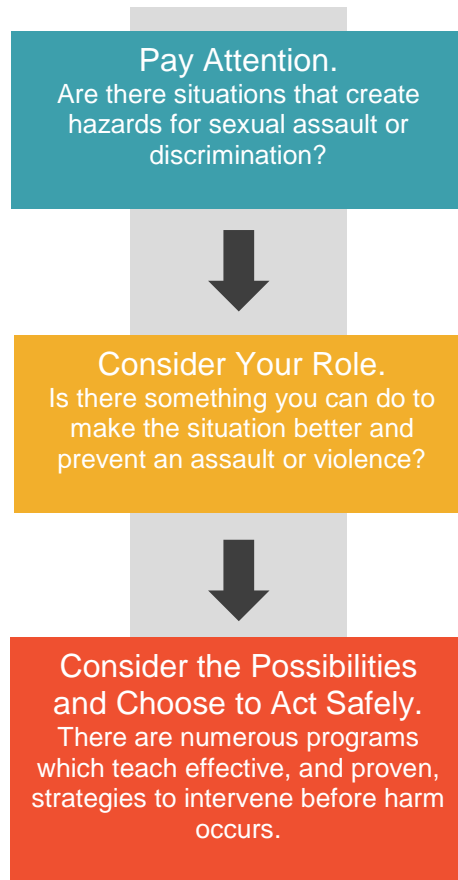 Pay Attention.
Are there situations that create
hazards for sexual assault or
discrimination?
Consider Your Role.
Is there something you can do to
make the situation better and
prevent an assault or violence?
Consider the Possibilities
and Choose to Act Safely.
There are numerous programs
which teach effective, and proven,
strategies to intervene before harm
occurs.